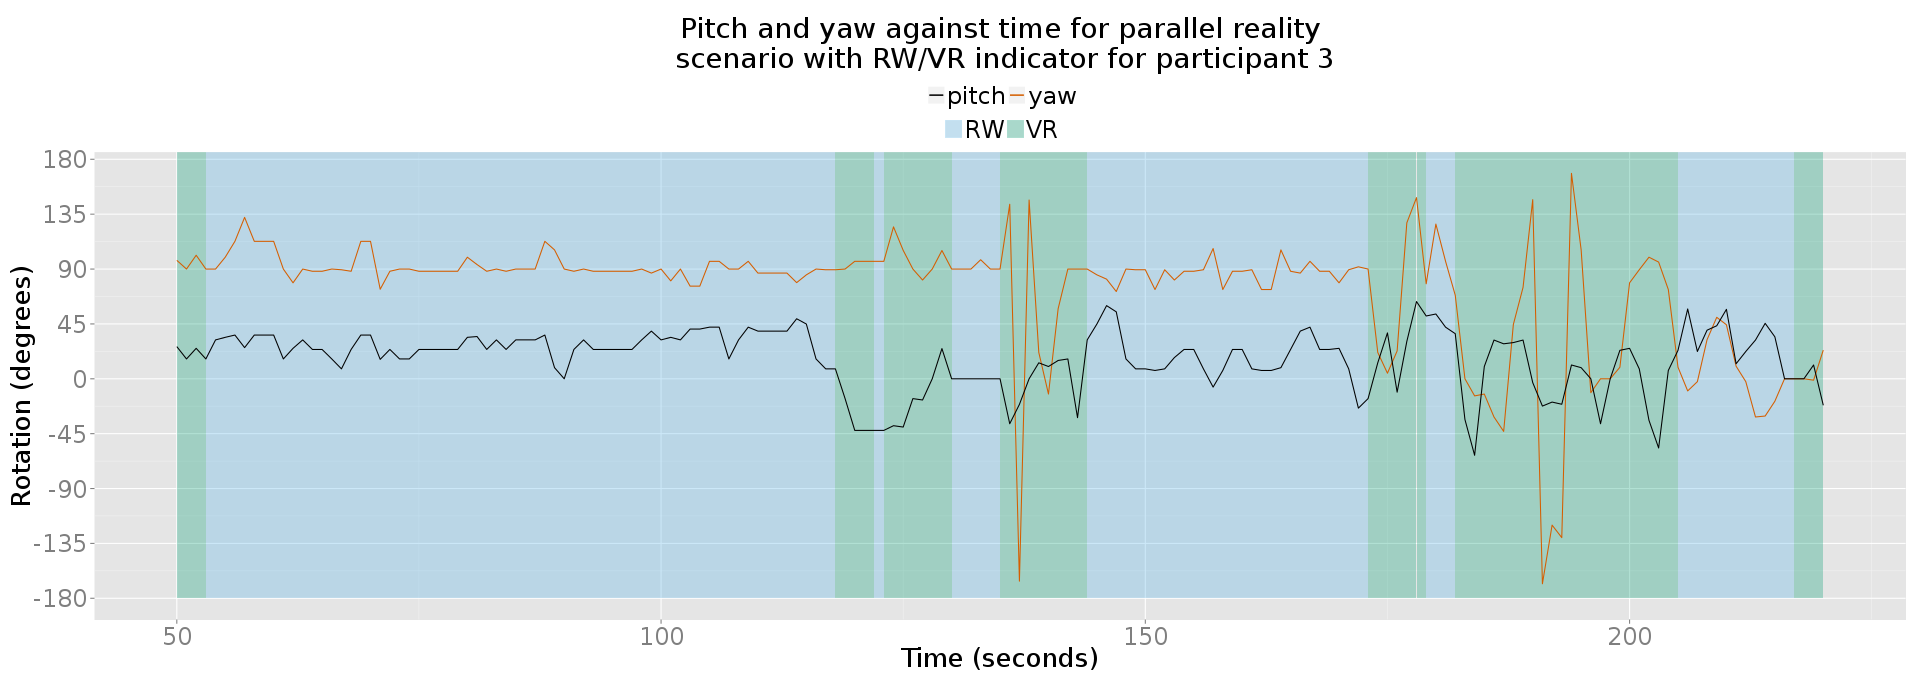 Pitch and yaw against time for parallel reality
scenario with RW/VR indicator for participant 3
pitch yaw
RW VR
180
135
90
45
0
-45
-90
-135
-180
Rotation (degrees)
50 100 150 200
Time (seconds)